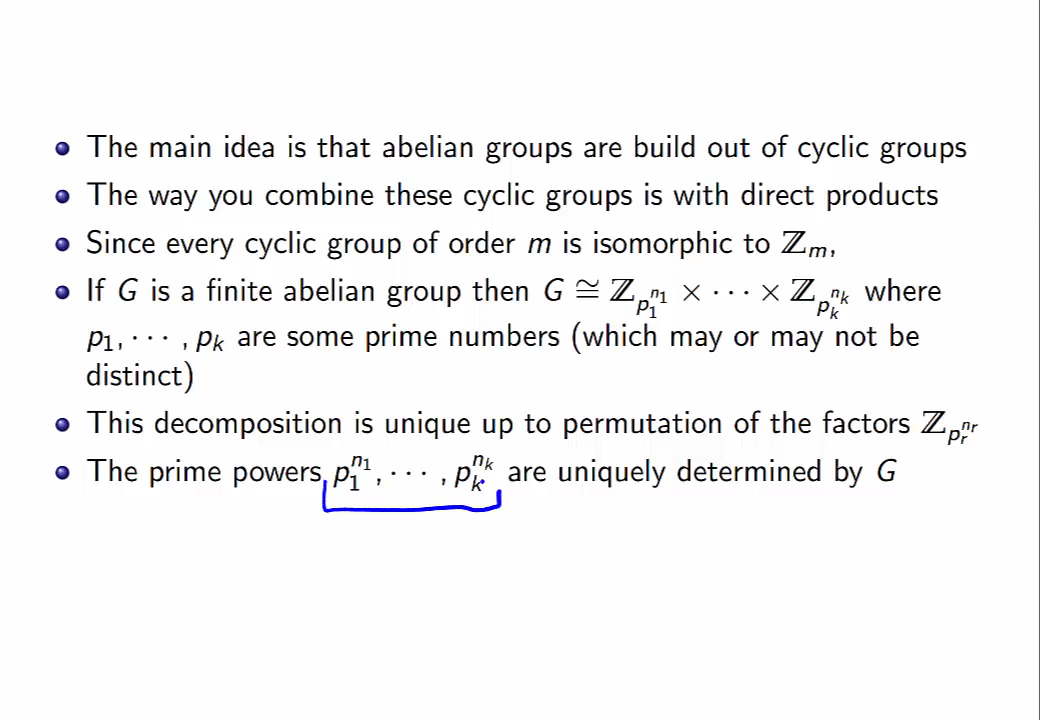 The main idea is that abelian groups are build out of cyclic groups
The way you combine these cyclic groups is with direct products
Since every cyclic group of order m is isomorphic to ℤ_m,
If G is a finite abelian group then G ≅ ℤ_{p_1^{n_1}} × ··· × ℤ_{p_k^{n_k}} where
p_1, ··· , p_k are some prime numbers (which may or may not be
distinct)
This decomposition is unique up to permutation of the factors ℤ_{p_r^{n_r}}
The prime powers p_1^{n_1}, ··· , p_k^{n_k} are uniquely determined by G